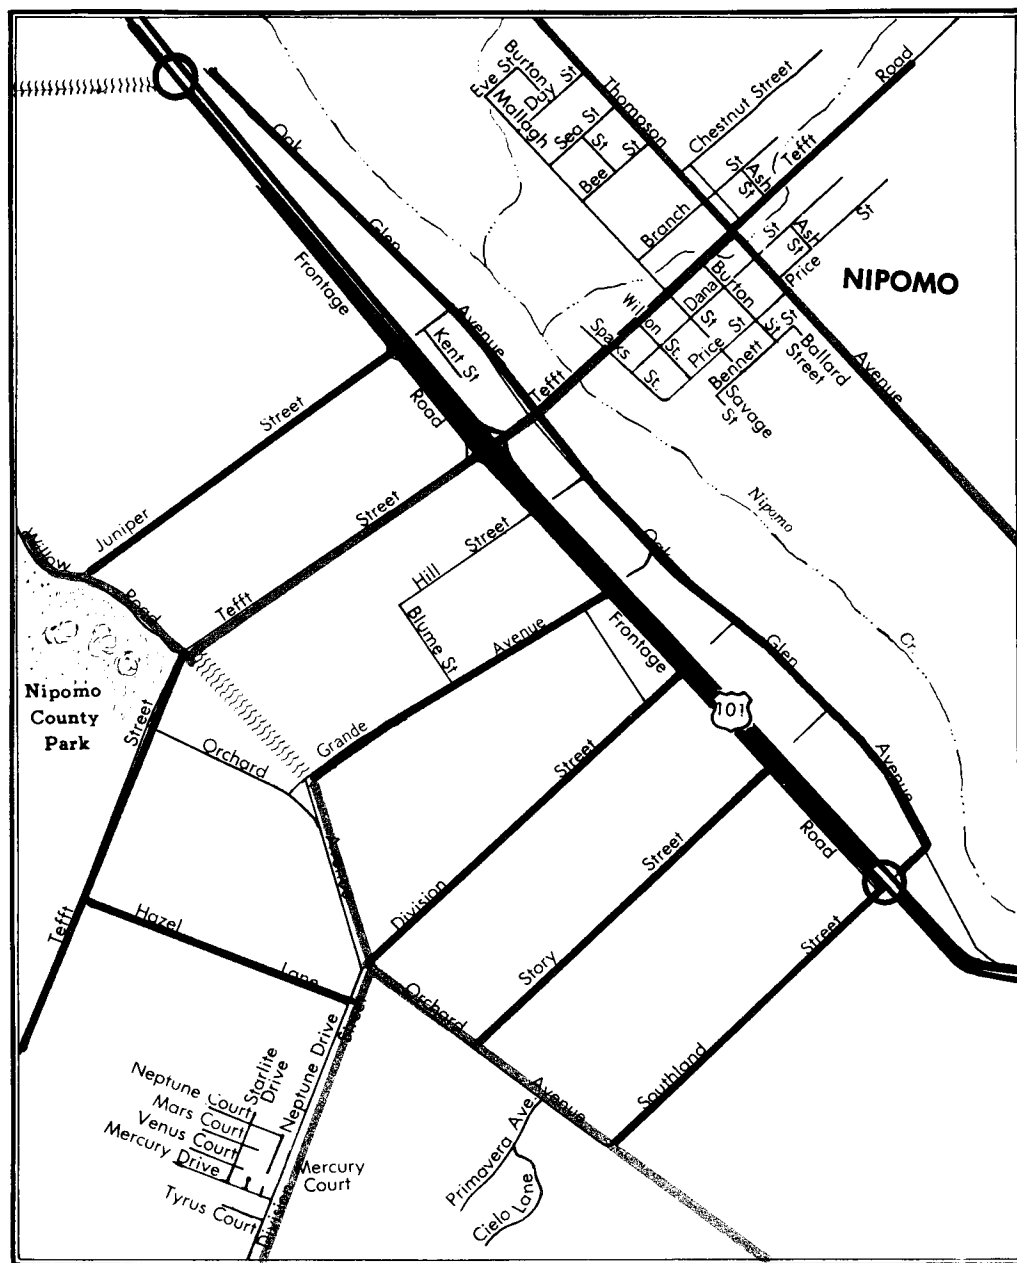 Oak
Glen
Avenue
Frontage
Road
Kent St
Eve St
Burton
St
Duy
Mallagh
Sea St
St
Bee
St
Thompson
Avenue
Chestnut Street
Tefft
Road
Branch
St
Ash
St
St
Ash
St
Price
St
NIPOMO
Burton
St
Dana
St
Wilson
St.
Sparks
St.
Price
St
Bennett
St
Ballard
Street
Savage
St
Tefft
Juniper
Street
Tefft
Street
Willow
Road
Hill
Street
Blume St
Grande
Avenue
Oak
Glen
Avenue
Nipomo
Cr.
Frontage
Road
101
Nipomo
County
Park
Street
Tefft
Orchard
Avenue
Hazel
Lane
Division
Street
Story
Street
Southland
Street
Orchard
Avenue
Street
Division
Neptune Drive
Starlite
Drive
Neptune Court
Mars Court
Venus Court
Mercury Drive
Tyrus Court
Mercury
Court
Primavera Ave
Cielo Lane